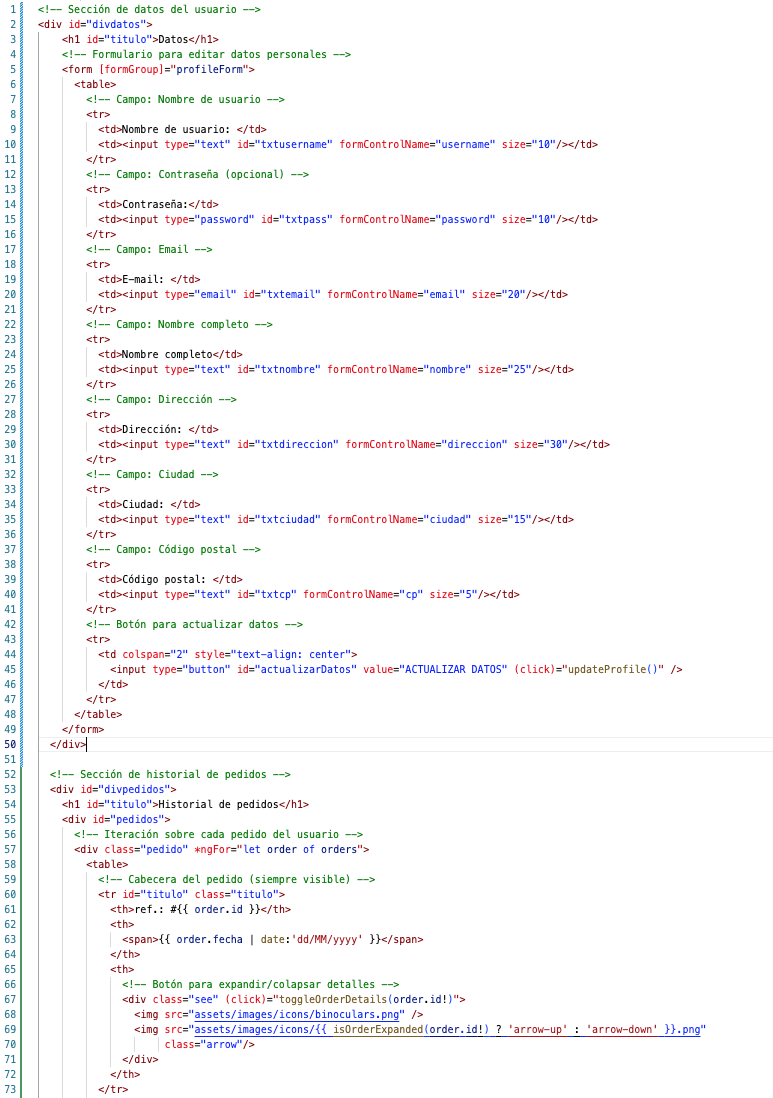 1 <!-- Sección de datos del usuario -->
2 <div id="divdatos">
3     <h1 id="titulo">Datos</h1>
4     <!-- Formulario para editar datos personales -->
5     <form [formGroup]="profileForm">
6       <table>
7         <!-- Campo: Nombre de usuario -->
8         <tr>
9           <td>Nombre de usuario: </td>
10           <td><input type="text" id="txtusername" formControlName="username" size="10"/></td>
11         </tr>
12         <!-- Campo: Contraseña (opcional) -->
13         <tr>
14           <td>Contraseña:</td>
15           <td><input type="password" id="txtpass" formControlName="password" size="10"/></td>
16         </tr>
17         <!-- Campo: Email -->
18         <tr>
19           <td>E-mail: </td>
20           <td><input type="email" id="txtemail" formControlName="email" size="20"/></td>
21         </tr>
22         <!-- Campo: Nombre completo -->
23         <tr>
24           <td>Nombre completo</td>
25           <td><input type="text" id="txtnombre" formControlName="nombre" size="25"/></td>
26         </tr>
27         <!-- Campo: Dirección -->
28         <tr>
29           <td>Dirección: </td>
30           <td><input type="text" id="txtdireccion" formControlName="direccion" size="30"/></td>
31         </tr>
32         <!-- Campo: Ciudad -->
33         <tr>
34           <td>Ciudad: </td>
35           <td><input type="text" id="txtciudad" formControlName="ciudad" size="15"/></td>
36         </tr>
37         <!-- Campo: Código postal -->
38         <tr>
39           <td>Código postal: </td>
40           <td><input type="text" id="txtcp" formControlName="cp" size="5"/></td>
41         </tr>
42         <!-- Botón para actualizar datos -->
43         <tr>
44           <td colspan="2" style="text-align: center">
45             <input type="button" id="actualizarDatos" value="ACTUALIZAR DATOS" (click)="updateProfile()" />
46           </td>
47         </tr>
48       </table>
49     </form>
50   </div>
51
52   <!-- Sección de historial de pedidos -->
53   <div id="divpedidos">
54     <h1 id="titulo">Historial de pedidos</h1>
55     <div id="pedidos">
56       <!-- Iteración sobre cada pedido del usuario -->
57       <div class="pedido" *ngFor="let order of orders">
58         <table>
59           <!-- Cabecera del pedido (siempre visible) -->
60           <tr id="titulo" class="titulo">
61             <th>ref.: #{{ order.id }}</th>
62             <th>
63               <span>{{ order.fecha | date:'dd/MM/yyyy' }}</span>
64             </th>
65             <th>
66               <!-- Botón para expandir/colapsar detalles -->
67               <div class="see" (click)="toggleOrderDetails(order.id!)">
68                 <img src="assets/images/icons/binoculars.png" />
69                 <img src="assets/images/icons/{{ isOrderExpanded(order.id!) ? 'arrow-up' : 'arrow-down' }}.png"
70                      class="arrow"/>
71               </div>
72             </th>
73           </tr>